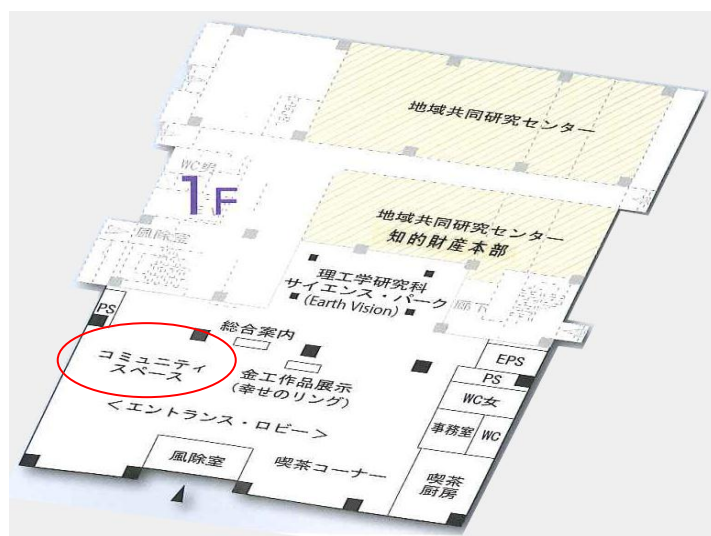 地域共同研究センター
WC男
1F
地域共同研究センター
知的財産本部
風除室
理工学研究科
サイエンス・パーク
(Earth Vision)
廊下
PS
総合案内
EPS
コミュニティ
スペース
金工作品展示
(幸せのリング)
PS
WC女
<エントランス・ロビー>
事務室
WC
風除室
喫茶コーナー
喫茶
厨房